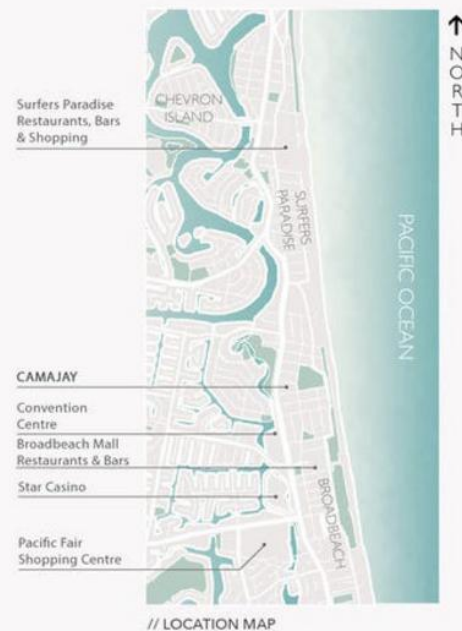 NORTH
Surfers Paradise
Restaurants, Bars
& Shopping
CHEVRON
ISLAND
SURFERS
PARADISE
PACIFIC OCEAN
CAMAJAY
Convention
Centre
Broadbeach Mall
Restaurants & Bars
Star Casino
BROADBEACH
Pacific Fair
Shopping Centre
// LOCATION MAP